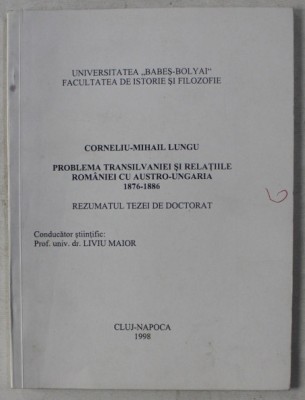 UNIVERSITATEA „BABEŞ-BOLYAI“
FACULTATEA DE ISTORIE ŞI FILOZOFIE
CORNELIU-MIHAIL LUNGU
PROBLEMA TRANSILVANIEI ŞI RELAŢIILE
ROMÂNIEI CU AUSTRO-UNGARIA
1876-1886
REZUMATUL TEZEI DE DOCTORAT
Conducător ştiinţific:
Prof. univ. dr. LIVIU MAIOR
CLUJ-NAPOCA
1998